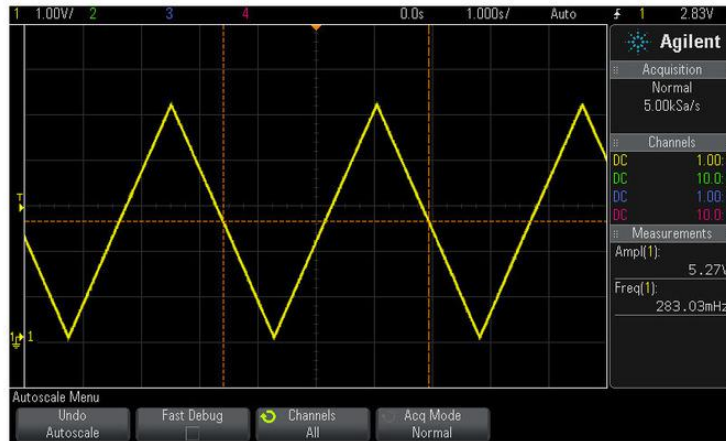 1 1.00V/ 2 3 4 0.0s 1.000s/ Auto 1 2.83V
Agilent
Acquisition
Normal
5.00kSa/s
Channels
DC 1.00:
DC 10.0:
DC 1.00:
DC 10.0:
Measurements
Ampl(1):
5.27V
Freq(1):
283.03mHz
T
1 1
Autoscale Menu
Undo Autoscale
Fast Debug
Channels All
Acq Mode Normal